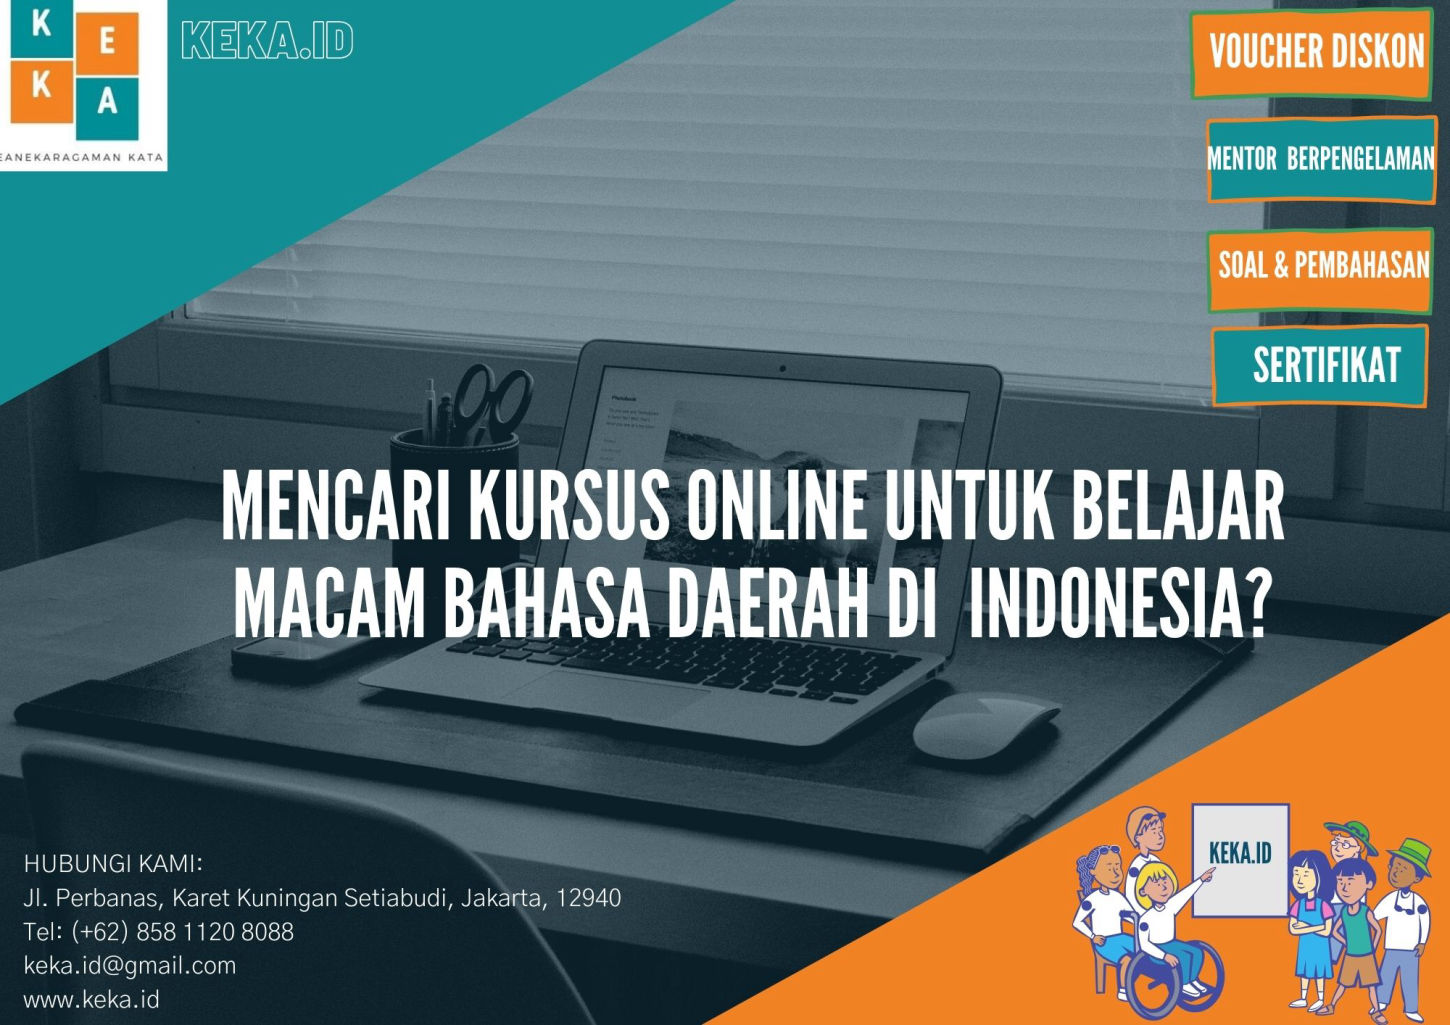 K
E
K
A
EANEKARAGAMAN KATA
KEKA.ID
VOUCHER DISKON
MENTOR BERPENGELAMAN
SOAL & PEMBAHASAN
SERTIFIKAT
MENCARI KURSUS ONLINE UNTUK BELAJAR
MACAM BAHASA DAERAH DI INDONESIA?
HUBUNGI KAMI:
Jl. Perbanas, Karet Kuningan Setiabudi, Jakarta, 12940
Tel: (+62) 858 1120 8088
keka.id@gmail.com
www.keka.id
KEKA.ID